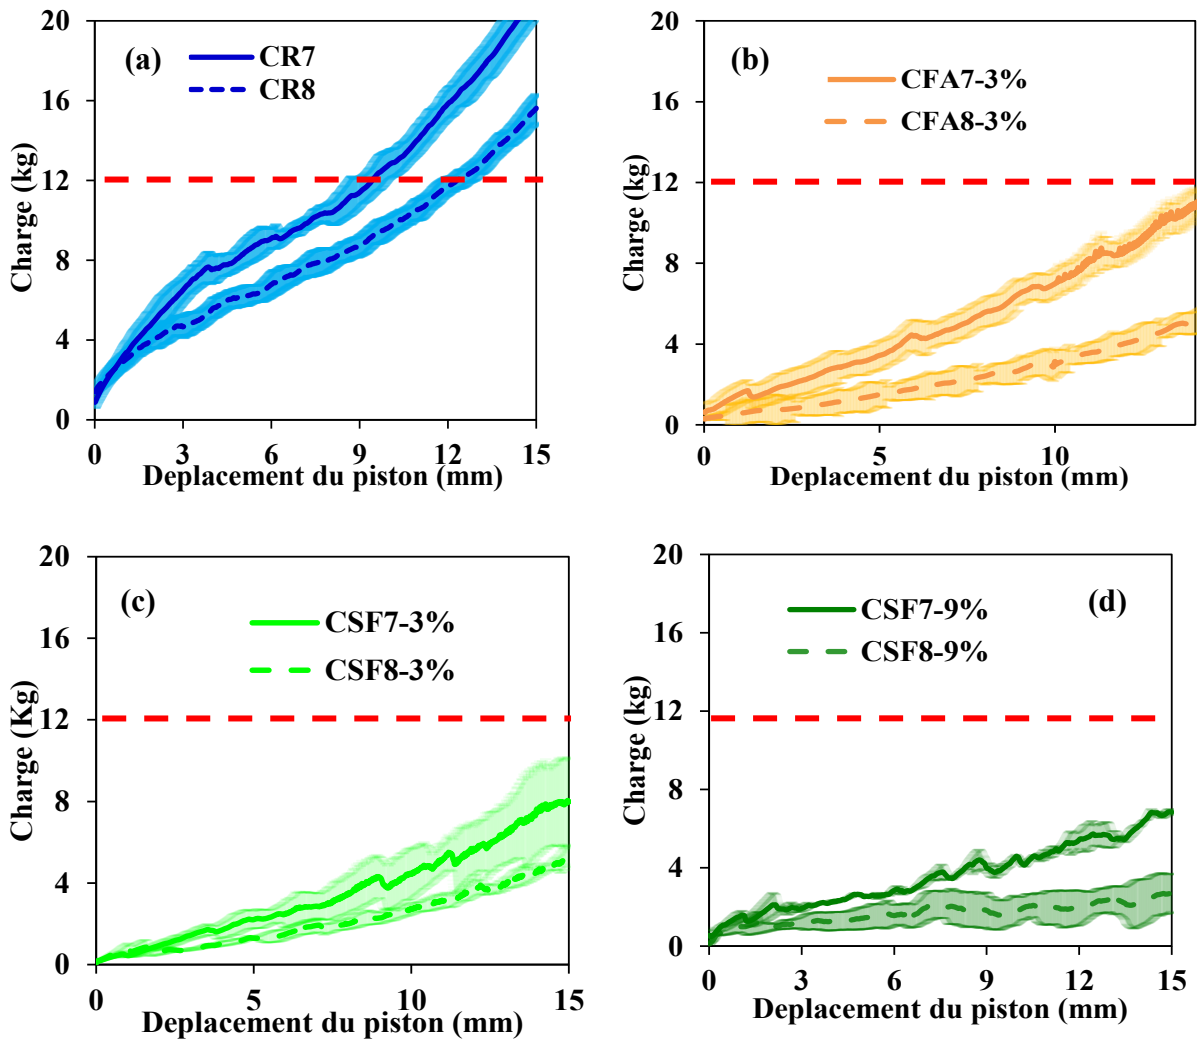 (a)
CR7
CR8
Charge (kg)
20
16
12
8
4
0
0 3 6 9 12 15
Deplacement du piston (mm)
(b)
CFA7-3%
CFA8-3%
Charge (kg)
20
16
12
8
4
0
0 5 10
Deplacement du piston (mm)
(c)
CSF7-3%
CSF8-3%
Charge (Kg)
20
16
12
8
4
0
0 5 10 15
Deplacement du piston (mm)
(d)
CSF7-9%
CSF8-9%
Charge (kg)
20
16
12
8
4
0
0 3 6 9 12 15
Deplacement du piston (mm)